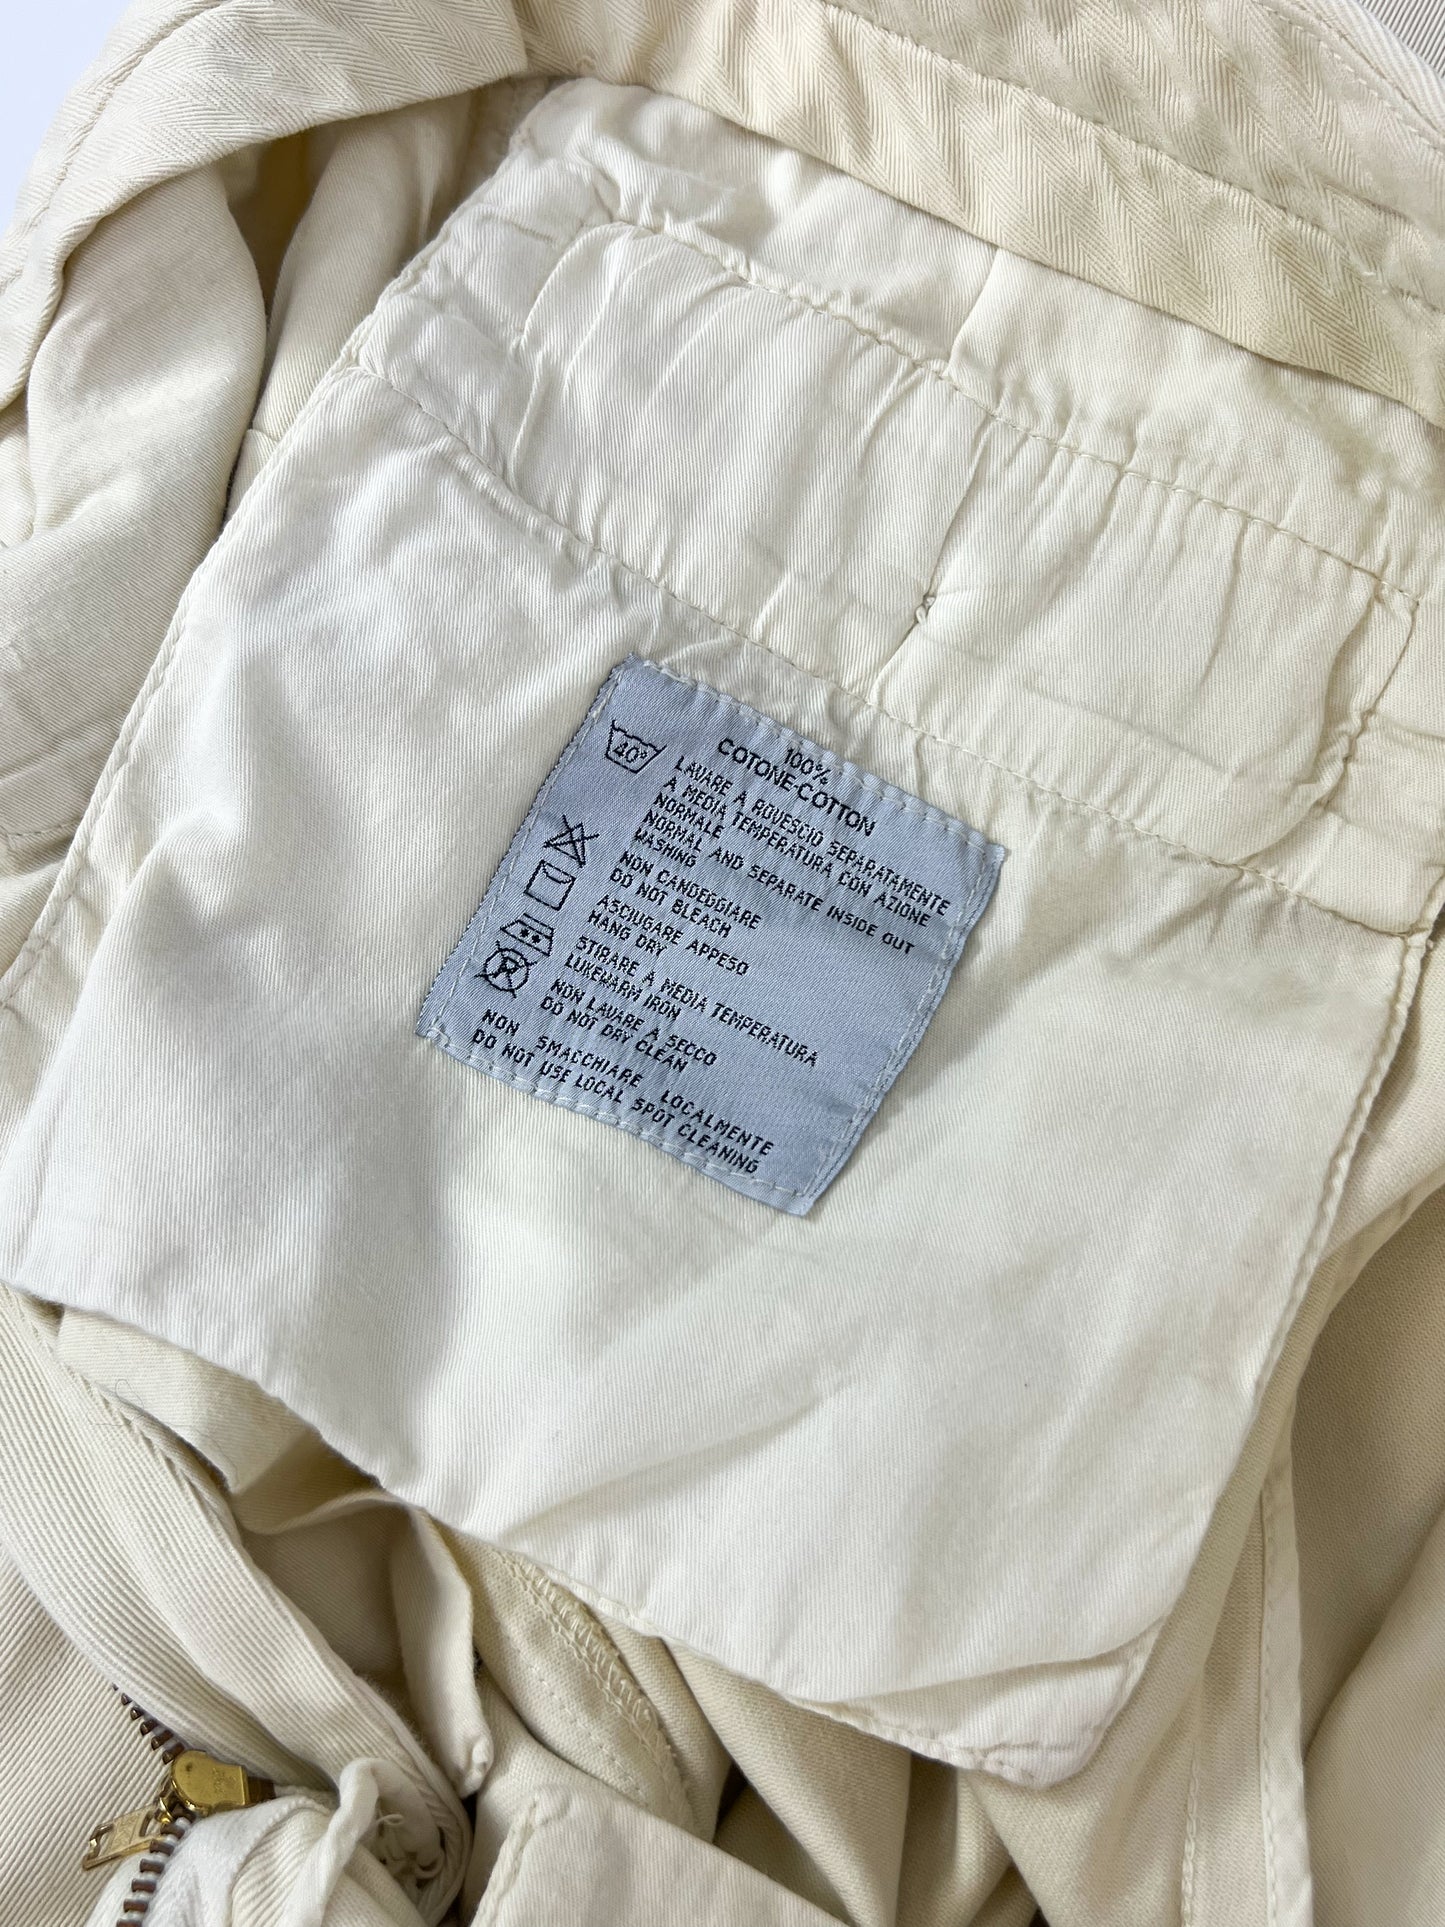 40°
100%
COTONE-COTTON
LAVARE A ROVESCIO SEPARATAMENTE
A MEDIA TEMPERATURA CON AZIONE
NORMALE
NORMAL AND SEPARATE INSIDE OUT
WASHING
NON CANDEGGIARE
DO NOT BLEACH
ASCIUGARE APPESO
HANG DRY
STIRARE A MEDIA TEMPERATURA
LUKEWARM IRON
NON LAVARE A SECCO
DO NOT DRY CLEAN
P
NON SMACCHIARE LOCALMENTE
DO NOT USE LOCAL SPOT CLEANING